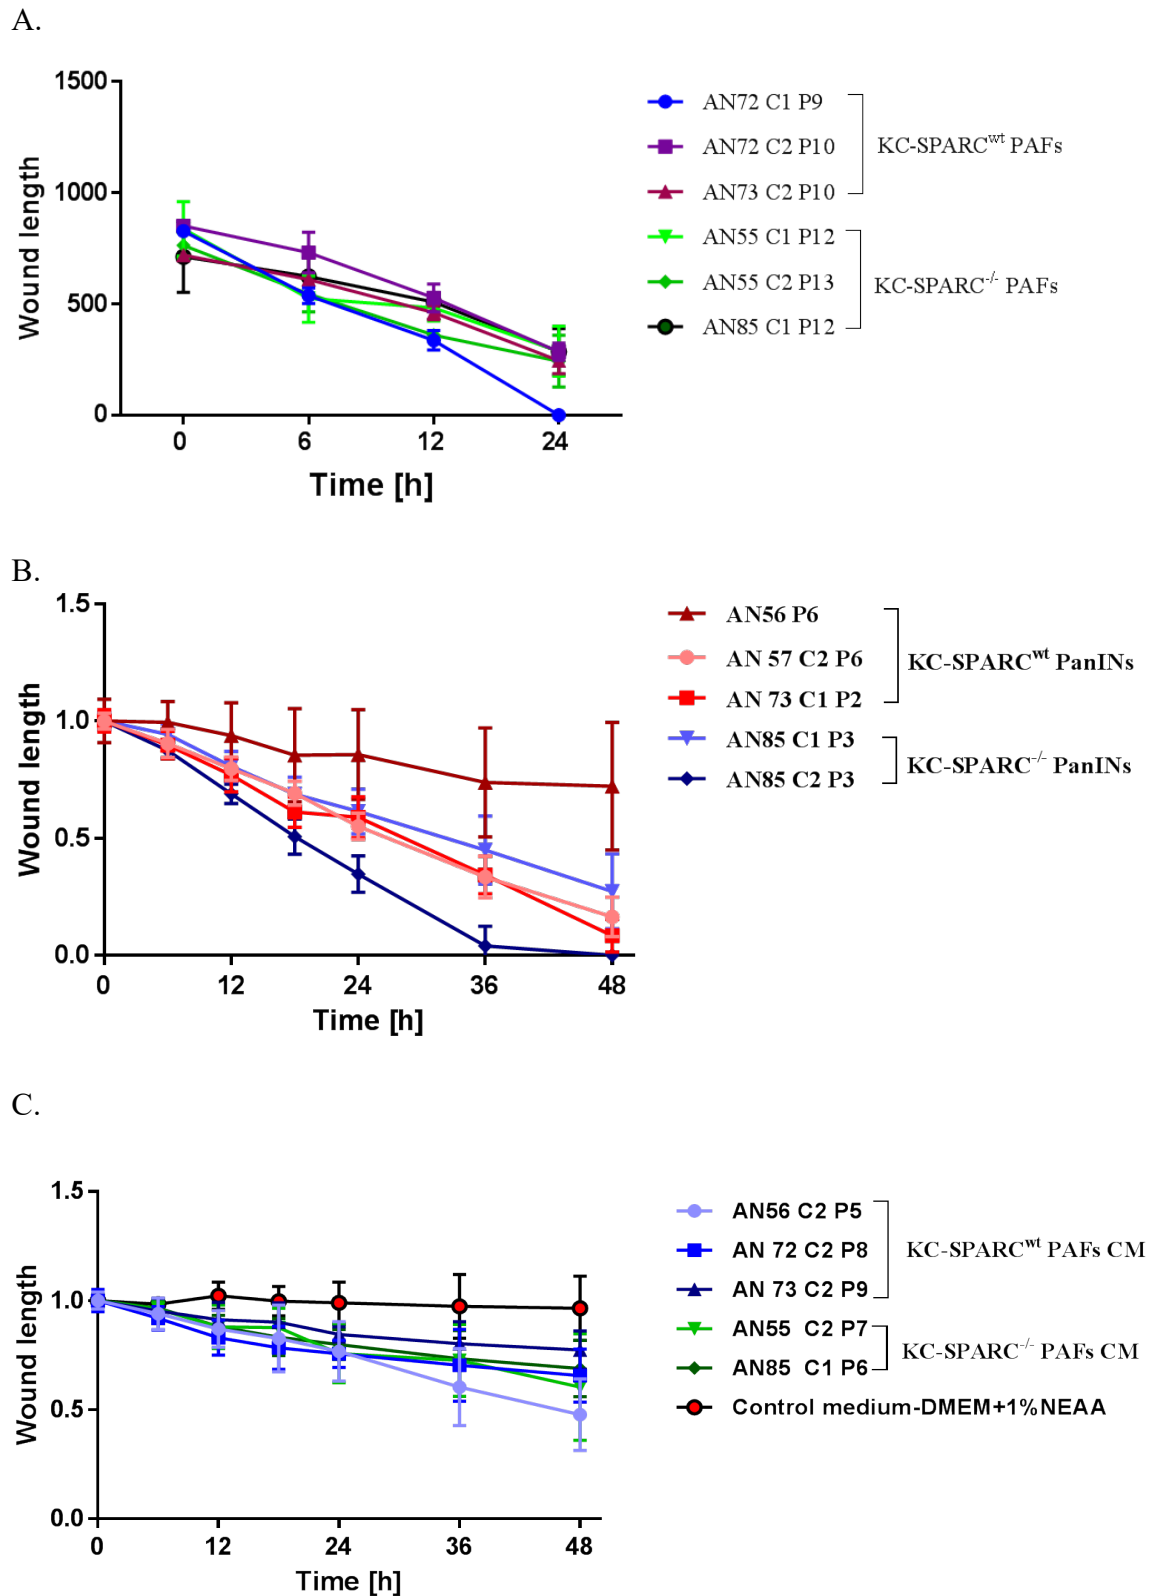 A.
1500
1000
500
0
Wound length
0 6 12 24
Time [h]
AN72 C1 P9
AN72 C2 P10
AN73 C2 P10
AN55 C1 P12
AN55 C2 P13
AN85 C1 P12
KC-SPARCwt PAFs
KC-SPARC-/- PAFs
B.
1.5
1.0
0.5
0.0
Wound length
0 12 24 36 48
Time [h]
AN56 P6
AN 57 C2 P6
AN 73 C1 P2
AN85 C1 P3
AN85 C2 P3
KC-SPARCwt PanINs
KC-SPARC-/- PanINs
C.
1.5
1.0
0.5
0.0
Wound length
0 12 24 36 48
Time [h]
AN56 C2 P5
AN 72 C2 P8
AN 73 C2 P9
AN55 C2 P7
AN85 C1 P6
Control medium-DMEM+1%NEAA
KC-SPARCwt PAFs CM
KC-SPARC-/- PAFs CM